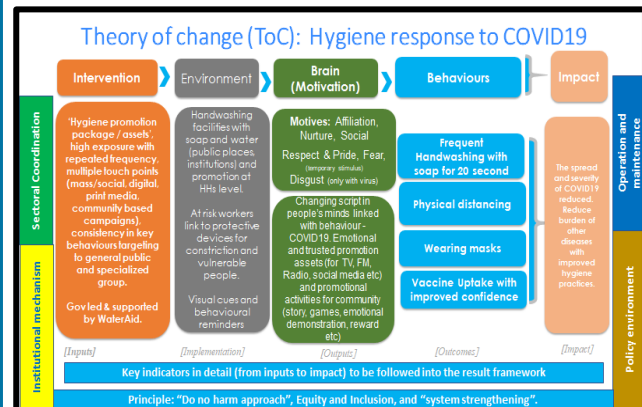 Theory of change (ToC): Hygiene response to COVID19
Intervention
Environment
Brain
(Motivation)
Behaviours
Impact
Sectoral Coordination
Institutional mechanism
'Hygiene promotion
package / assets',
high exposure with
repeated frequency,
multiple touch points
(mass/social, digital,
print media,
community based
campaigns),
consistency in key
behaviours targeting
to general public
and specialized
group.
Gov led & supported
by WaterAid.
Handwashing
facilities with
soap and water
(public places,
institutions) and
promotion at
HHs level.
At risk workers
link to protective
devices for
constriction and
vulnerable
people.
Visual cues and
behavioural
reminders
Motives: Affiliation,
Nurture, Social
Respect & Pride, Fear,
(temporary stimulus)
Disgust (only with virus)
Changing script in
people's minds linked
with behaviour -
COVID19. Emotional
and trusted promotion
assets (for TV, FM,
Radio, social media etc)
and promotional
activities for community
(story, games, emotional
demonstration, reward
etc)
Frequent
Handwashing with
soap for 20 second
Physical distancing
Wearing masks
Vaccine Uptake with
improved confidence
The spread
and severity
of COVID19
reduced.
Reduce
burden of
other
diseases
with
improved
hygiene
practices.
Operation and
maintenance
Policy environment
[Inputs]
[Implementation]
[Outputs]
[Outcomes]
[Impact]
Key indicators in detail (from inputs to impact) to be followed into the result framework
Principle: "Do no harm approach", Equity and Inclusion, and "system strengthening".